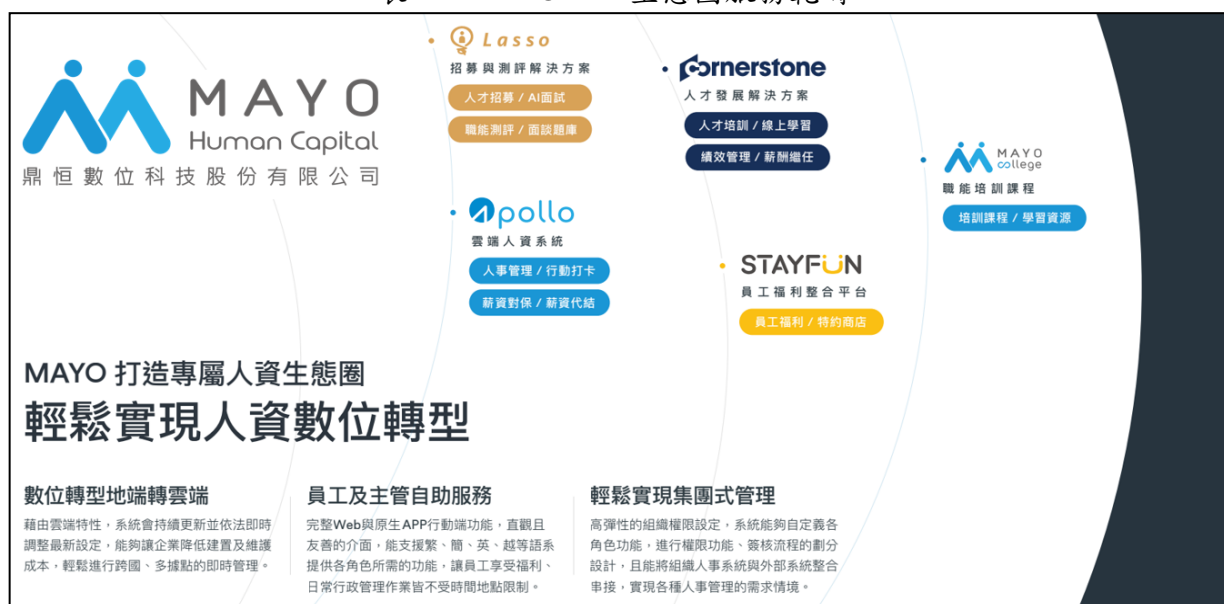 MAYO
Human Capital
鼎恒數位科技股份有限公司
Lasso
招募與測評解決方案
人才招募 / AI面試
職能測評 / 面談題庫
Cornerstone
人才發展解決方案
人才培訓 / 線上學習
績效管理 / 薪酬繼任
MAYO
college
職能培訓課程
培訓課程 / 學習資源
Apollo
雲端人資系統
人事管理 / 行動打卡
薪資對保 / 薪資代結
STAYFUN
員工福利整合平台
員工福利 / 特約商店
MAYO 打造專屬人資生態圈
輕鬆實現人資數位轉型
數位轉型地端轉雲端
藉由雲端特性，系統會持續更新並依法即時
調整最新設定，能夠讓企業降低建置及維護
成本，輕鬆進行跨國、多據點的即時管理。
員工及主管自助服務
完整Web與原生APP行動端功能，直觀且
友善的介面，能支援繁、簡、英、越等語系
提供各角色所需的功能，讓員工享受福利、
日常行政管理作業皆不受時間地點限制。
輕鬆實現集團式管理
高彈性的組織權限設定，系統能夠自定義各
角色功能，進行權限功能、簽核流程的劃分
設計，且能將組織人事系統與外部系統整合
串接，實現各種人事管理的需求情境。